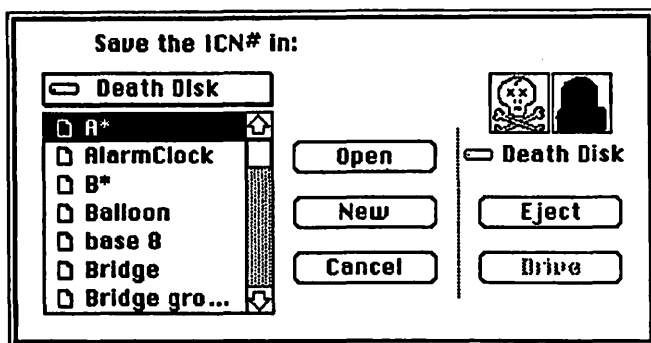 Save the ICN# in:
Death Disk
A*
AlarmClock
B*
Balloon
base 8
Bridge
Bridge gro...
Open
New
Cancel
Death Disk
Eject
Drive